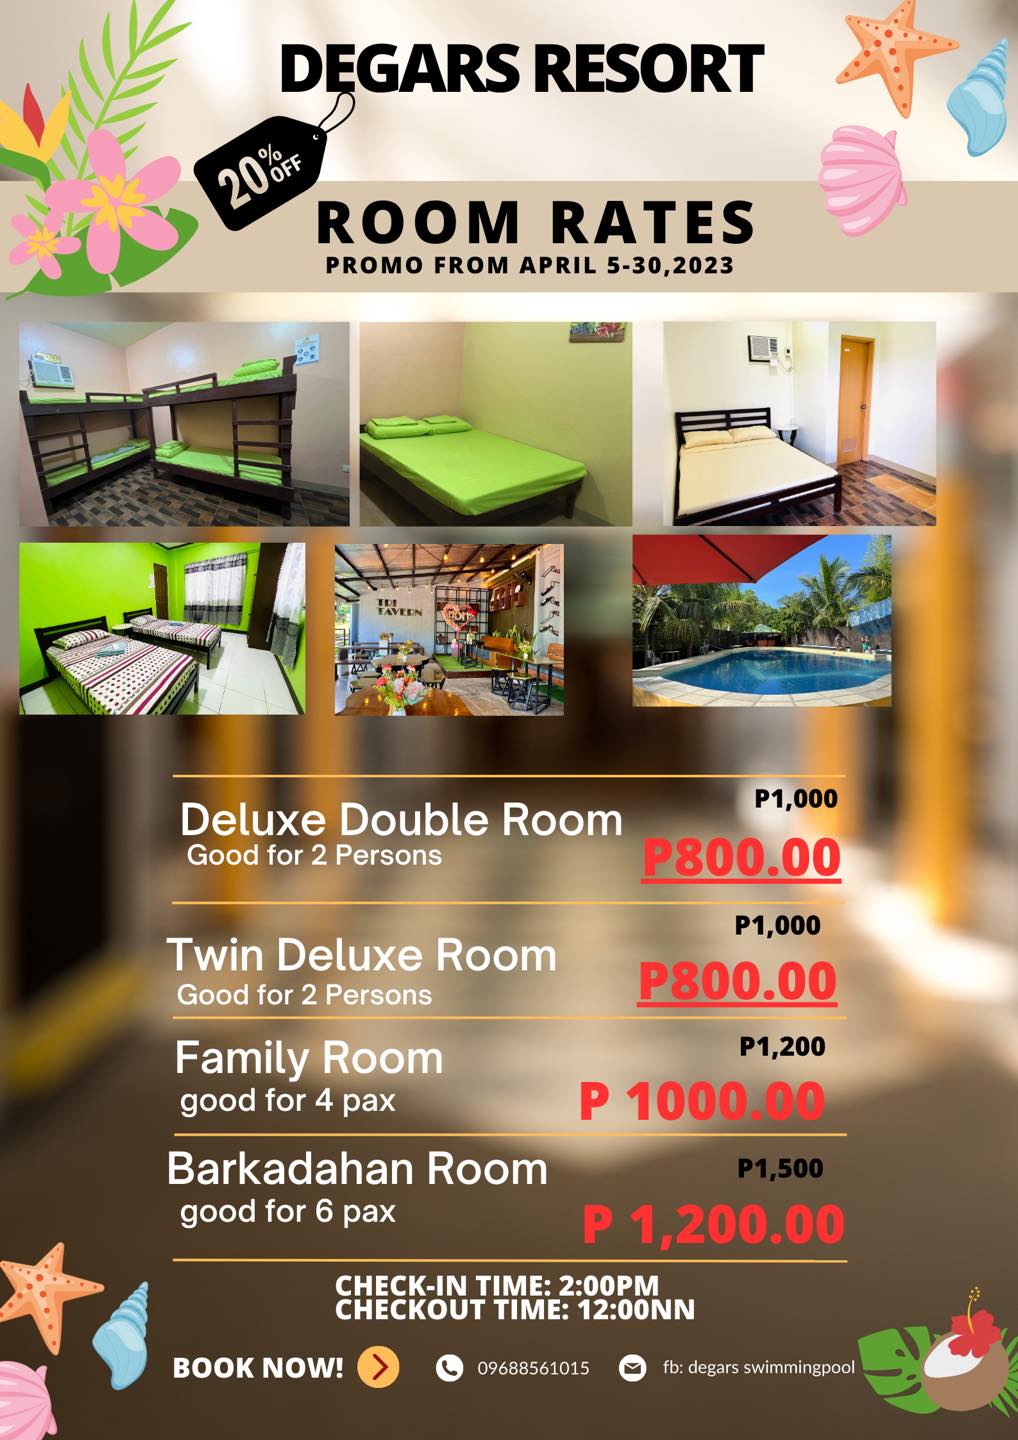 DEGARS RESORT
20% OFF
ROOM RATES
PROMO FROM APRIL 5-30,2023
TRI
TAVERN
Deluxe Double Room
P1,000
Good for 2 Persons
P800.00
Twin Deluxe Room
P1,000
Good for 2 Persons
P800.00
Family Room
P1,200
good for 4 pax
P 1000.00
Barkadahan Room
P1,500
good for 6 pax
P 1,200.00
CHECK-IN TIME: 2:00PM
CHECKOUT TIME: 12:00NN
BOOK NOW! 09688561015 fb: degars swimmingpool